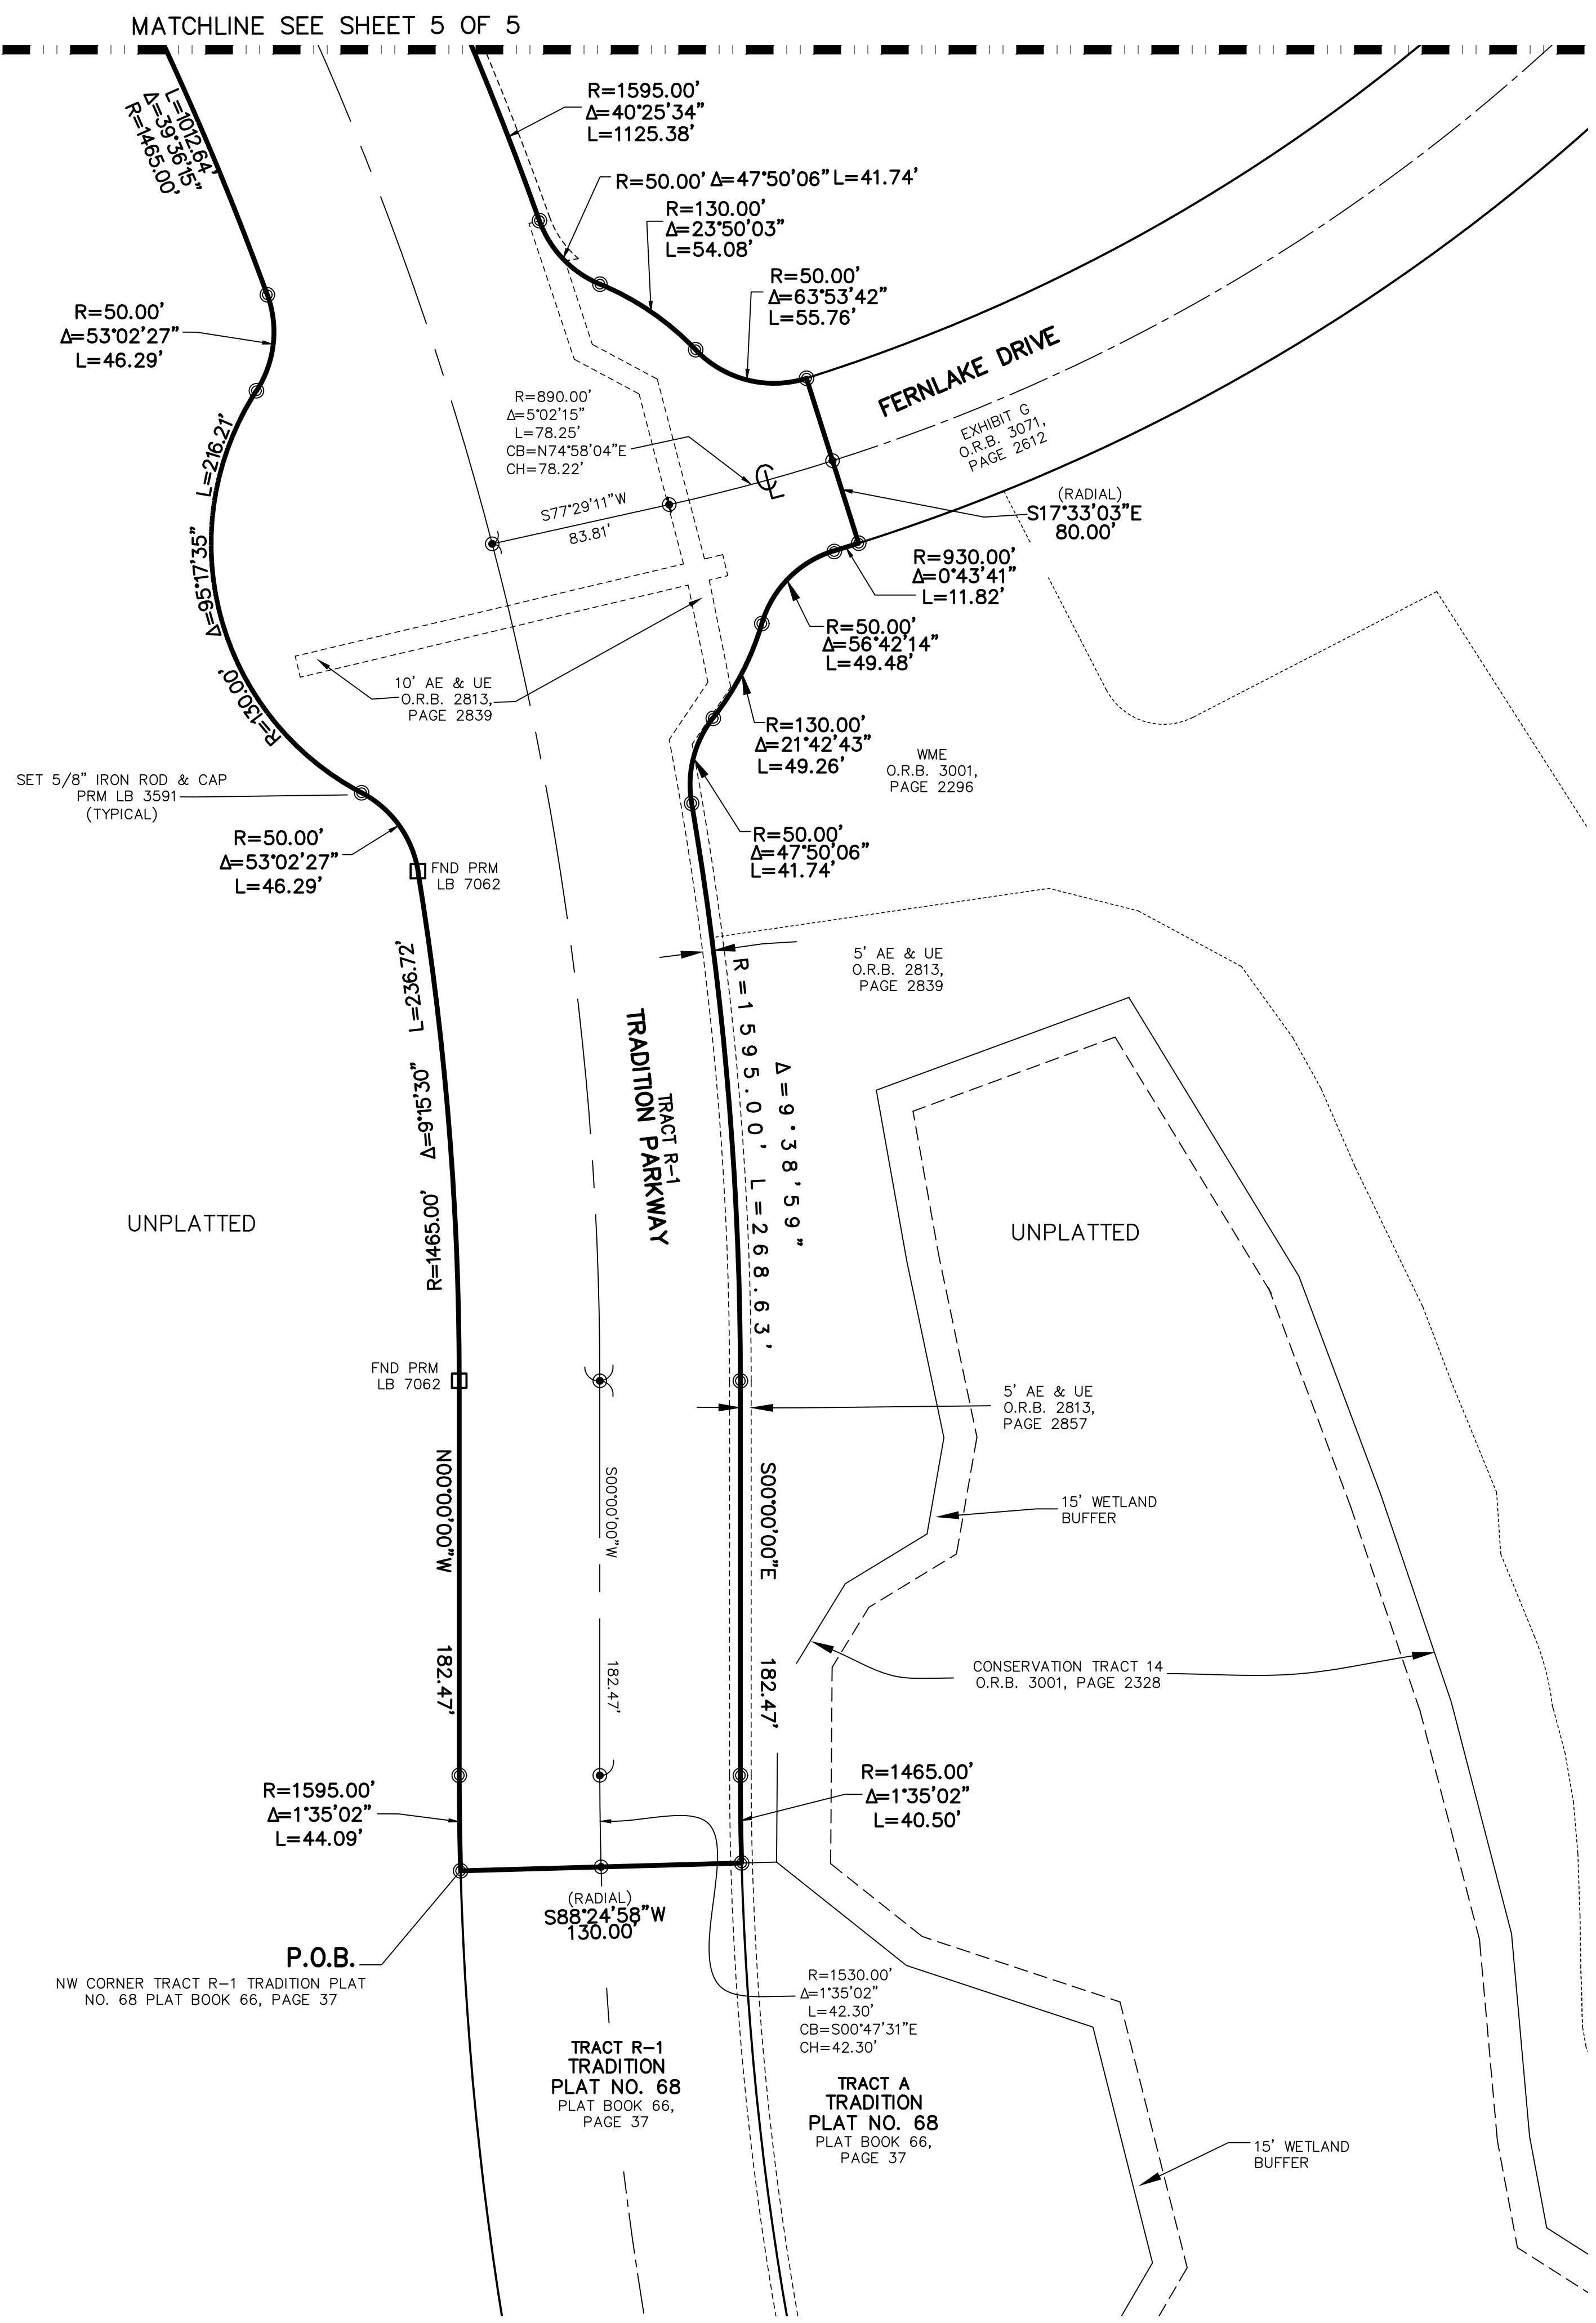 MATCHLINE SEE SHEET 5 OF 5
L=1012.64'
Δ=39°36'15"
R=1465.00'
R=1595.00'
Δ=40°25'34"
L=1125.38'
R=50.00' Δ=47°50'06" L=41.74'
R=130.00'
Δ=23°50'03"
L=54.08'
R=50.00'
Δ=63°53'42"
L=55.76'
R=50.00'
Δ=53°02'27"
L=46.29'
FERNLAKE DRIVE
EXHIBIT G
O.R.B. 3071,
PAGE 2612
R=890.00'
Δ=5°02'15"
L=78.25'
CB=N74°58'04"E
CH=78.22'
CL
S77°29'11"W
83.81'
(RADIAL)
S17°33'03"E
80.00'
L=216.21'
Δ=95°17'35"
R=130.00'
R=930.00'
Δ=0°43'41"
L=11.82'
R=50.00'
Δ=56°42'14"
L=49.48'
10' AE & UE
O.R.B. 2813,
PAGE 2839
R=130.00'
Δ=21°42'43"
L=49.26'
WME
O.R.B. 3001,
PAGE 2296
SET 5/8" IRON ROD & CAP
PRM LB 3591
(TYPICAL)
R=50.00'
Δ=53°02'27"
L=46.29'
R=50.00'
Δ=47°50'06"
L=41.74'
FND PRM
LB 7062
5' AE & UE
O.R.B. 2813,
PAGE 2839
R=1465.00' Δ=9°15'30" L=236.72'
TRACT R-1
TRADITION PARKWAY
R=1595.00' L=268.63'
Δ=9°38'59"
UNPLATTED
UNPLATTED
FND PRM
LB 7062
5' AE & UE
O.R.B. 2813,
PAGE 2857
N00°00'00"W 182.47'
S00°00'00"W 182.47'
S00°00'00"E 182.47'
15' WETLAND
BUFFER
CONSERVATION TRACT 14
O.R.B. 3001, PAGE 2328
R=1595.00'
Δ=1°35'02"
L=44.09'
R=1465.00'
Δ=1°35'02"
L=40.50'
(RADIAL)
S88°24'58"W
130.00'
P.O.B.
NW CORNER TRACT R-1 TRADITION PLAT
NO. 68 PLAT BOOK 66, PAGE 37
R=1530.00'
Δ=1°35'02"
L=42.30'
CB=S00°47'31"E
CH=42.30'
TRACT R-1
TRADITION
PLAT NO. 68
PLAT BOOK 66,
PAGE 37
TRACT A
TRADITION
PLAT NO. 68
PLAT BOOK 66,
PAGE 37
15' WETLAND
BUFFER